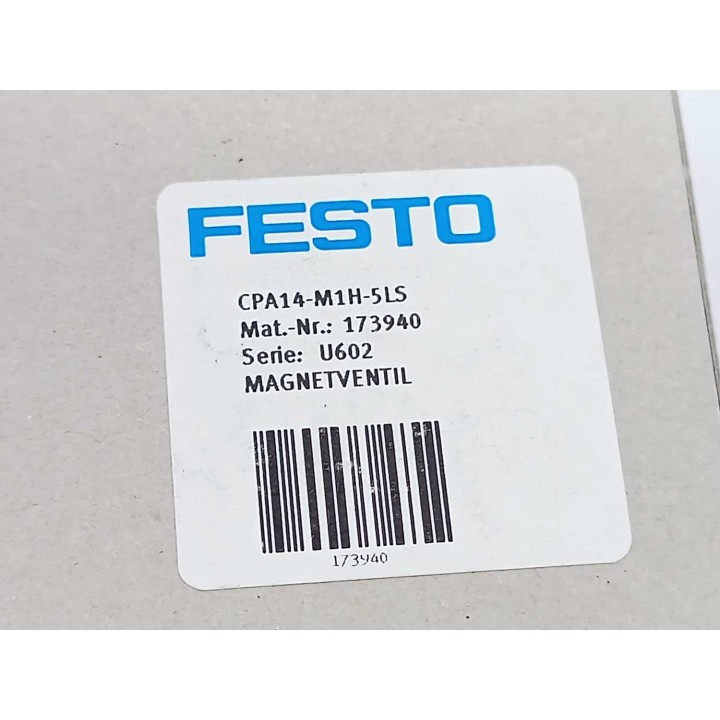 FESTO
CPA14-M1H-5LS
Mat.-Nr.: 173940
Serie: U602
MAGNETVENTIL
173940